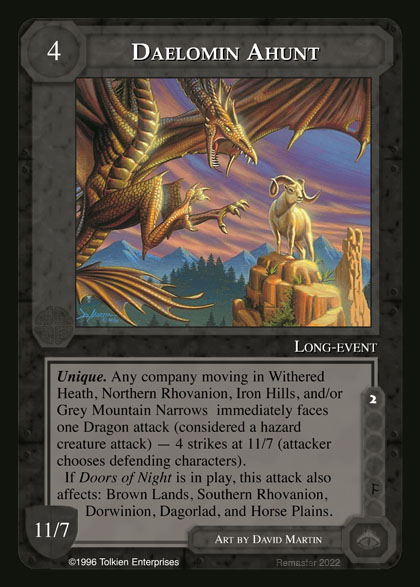 4
DAELOMIN AHUNT
LONG-EVENT
Unique. Any company moving in Withered
Heath, Northern Rhovanion, Iron Hills, and/or
Grey Mountain Narrows immediately faces
one Dragon attack (considered a hazard
creature attack) — 4 strikes at 11/7 (attacker
chooses defending characters).
If Doors of Night is in play, this attack also
affects: Brown Lands, Southern Rhovanion,
Dorwinion, Dagorlad, and Horse Plains.
2
F
11/7
ART BY DAVID MARTIN
©1996 Tolkien Enterprises
Remaster 2022